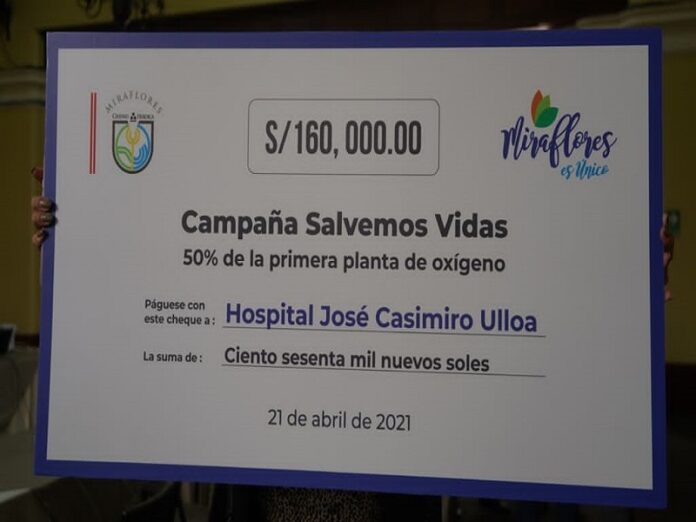 MIRAFLORES
CIUDAD HEROICA
S/160, 000.00
Miraflores
es Único
Campaña Salvemos Vidas
50% de la primera planta de oxígeno
Páguese con
este cheque a : Hospital José Casimiro Ulloa
La suma de : Ciento sesenta mil nuevos soles
21 de abril de 2021